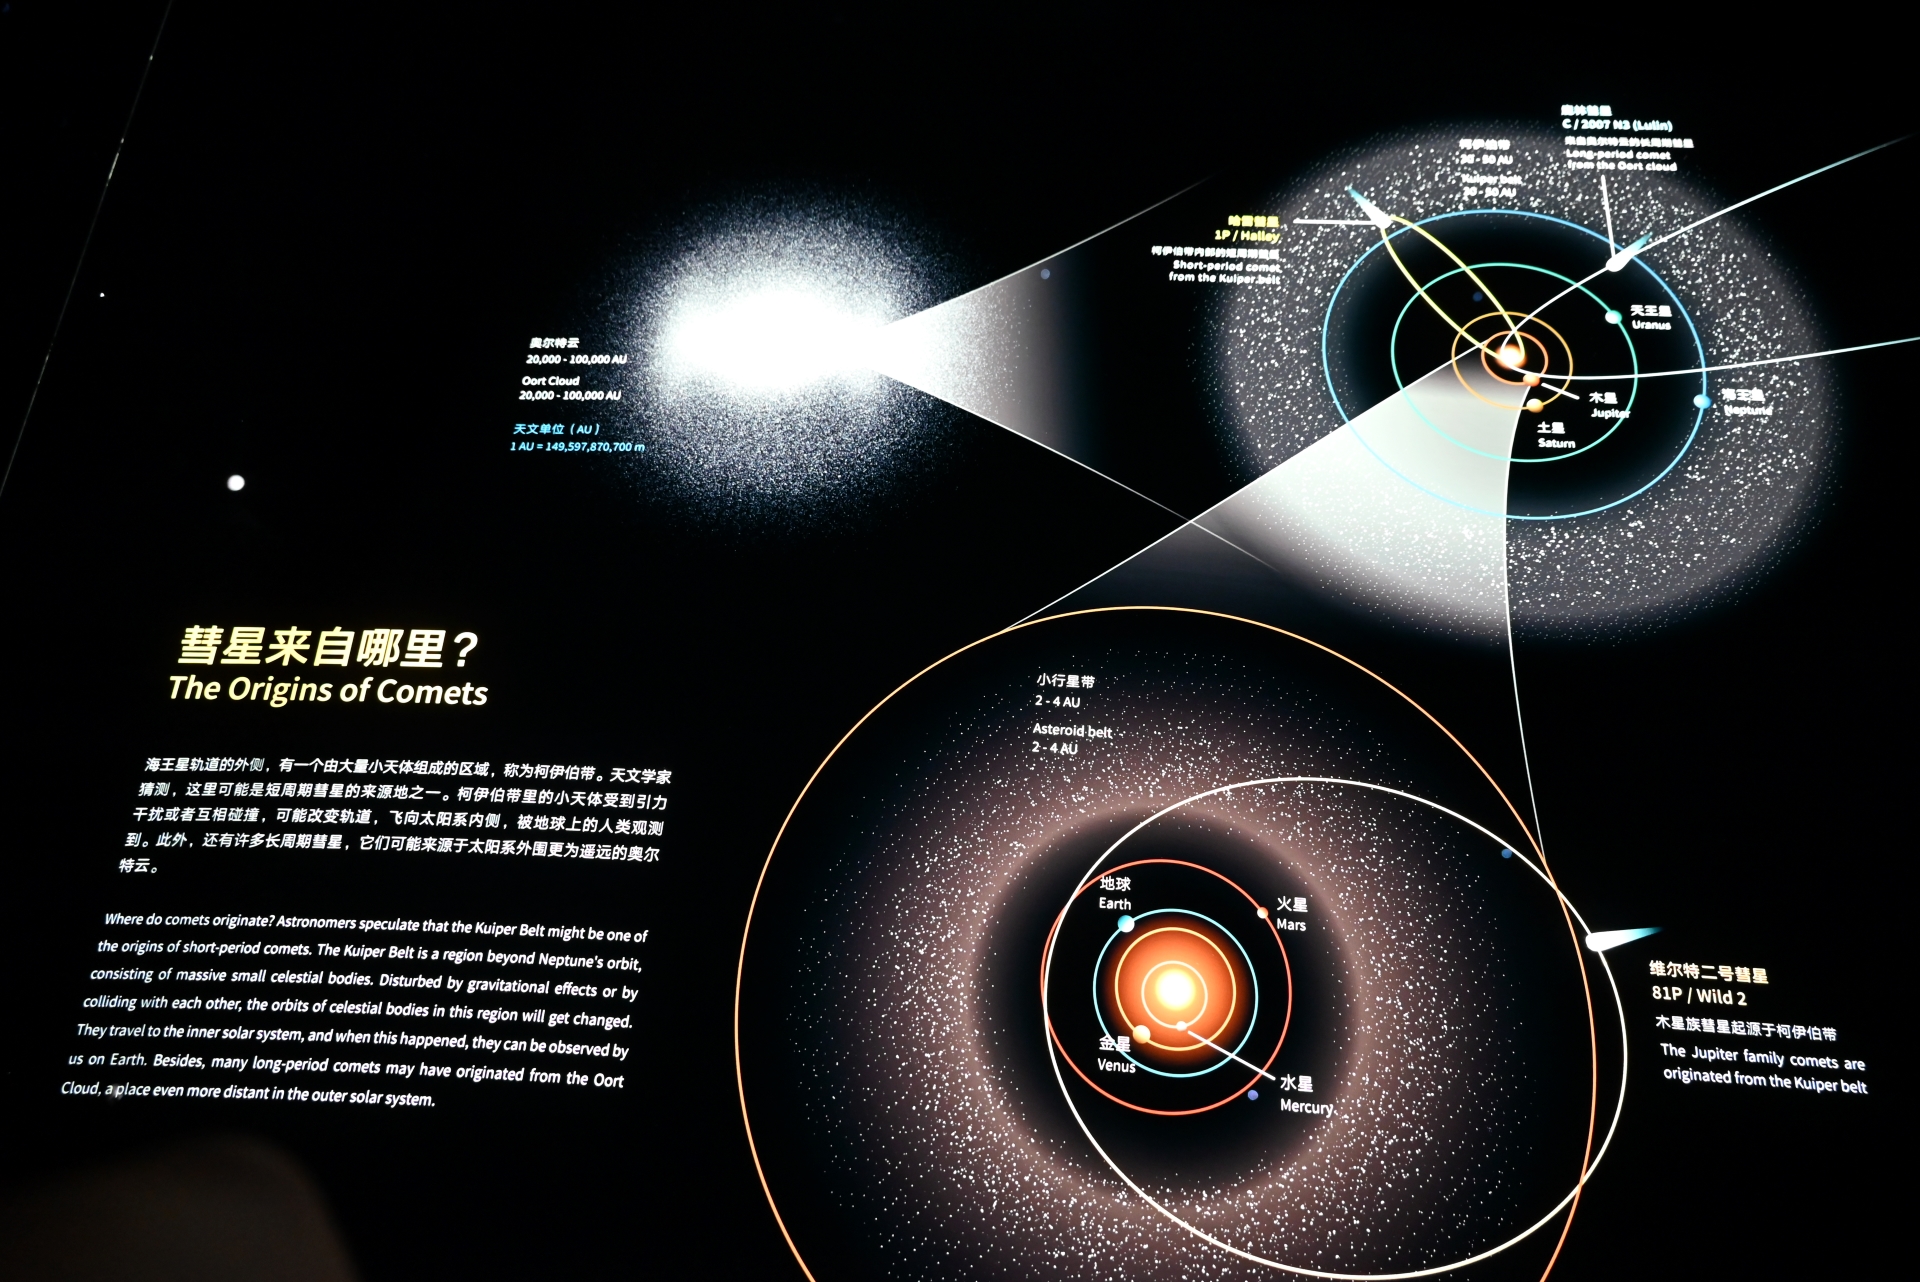 奥尔特云
20,000 - 100,000 AU
Oort Cloud
20,000 - 100,000 AU
天文单位（AU）
1 AU = 149,597,870,700 m
鹿林彗星
C / 2007 N3 (Lulin)
来自奥尔特云的长周期彗星
Long-period comet
from the Oort cloud
柯伊伯带
30 - 50 AU
Kuiper belt
30 - 50 AU
哈雷彗星
1P / Halley
柯伊伯带内部的短周期彗星
Short-period comet
from the Kuiper belt
天王星
Uranus
木星
Jupiter
海王星
Neptune
土星
Saturn
彗星来自哪里？
The Origins of Comets
海王星轨道的外侧，有一个由大量小天体组成的区域，称为柯伊伯带。天文学家
猜测，这里可能是短周期彗星的来源地之一。柯伊伯带里的小天体受到引力
干扰或者互相碰撞，可能改变轨道，飞向太阳系内侧，被地球上的人类观测
到。此外，还有许多长周期彗星，它们可能来源于太阳系外围更为遥远的奥尔
特云。
Where do comets originate? Astronomers speculate that the Kuiper Belt might be one of
the origins of short-period comets. The Kuiper Belt is a region beyond Neptune's orbit,
consisting of massive small celestial bodies. Disturbed by gravitational effects or by
colliding with each other, the orbits of celestial bodies in this region will get changed.
They travel to the inner solar system, and when this happened, they can be observed by
us on Earth. Besides, many long-period comets may have originated from the Oort
Cloud, a place even more distant in the outer solar system.
小行星带
2 - 4 AU
Asteroid belt
2 - 4 AU
地球
Earth
火星
Mars
金星
Venus
水星
Mercury
维尔特二号彗星
81P / Wild 2
木星族彗星起源于柯伊伯带
The Jupiter family comets are
originated from the Kuiper belt